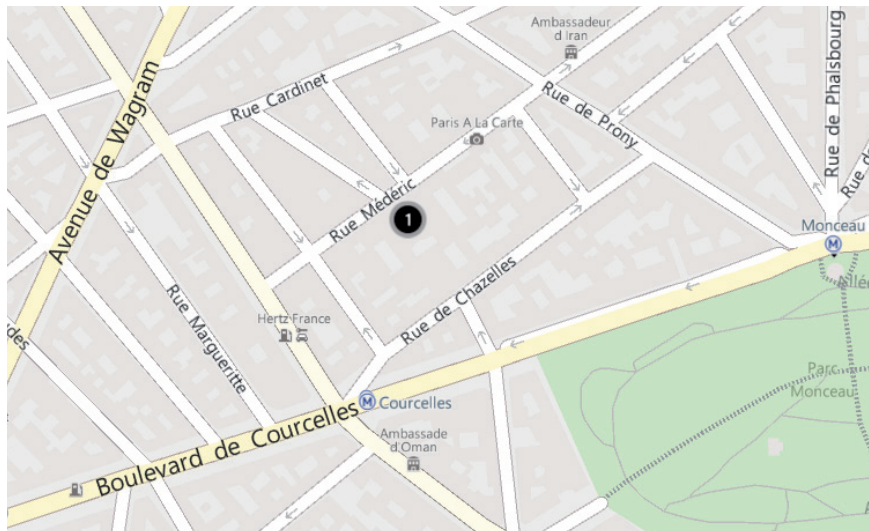 Ambassadeur
d Iran
Rue de Phalsbourg
Avenue de Wagram
Rue Cardinet
Rue de Prony
Paris A La Carte
Rue Médéric
1
Monceau
M
Rue Margueritte
Hertz France
Rue de Chazelles
Parc
Monceau
M
Courcelles
Boulevard de Courcelles
Ambassade
d'Oman